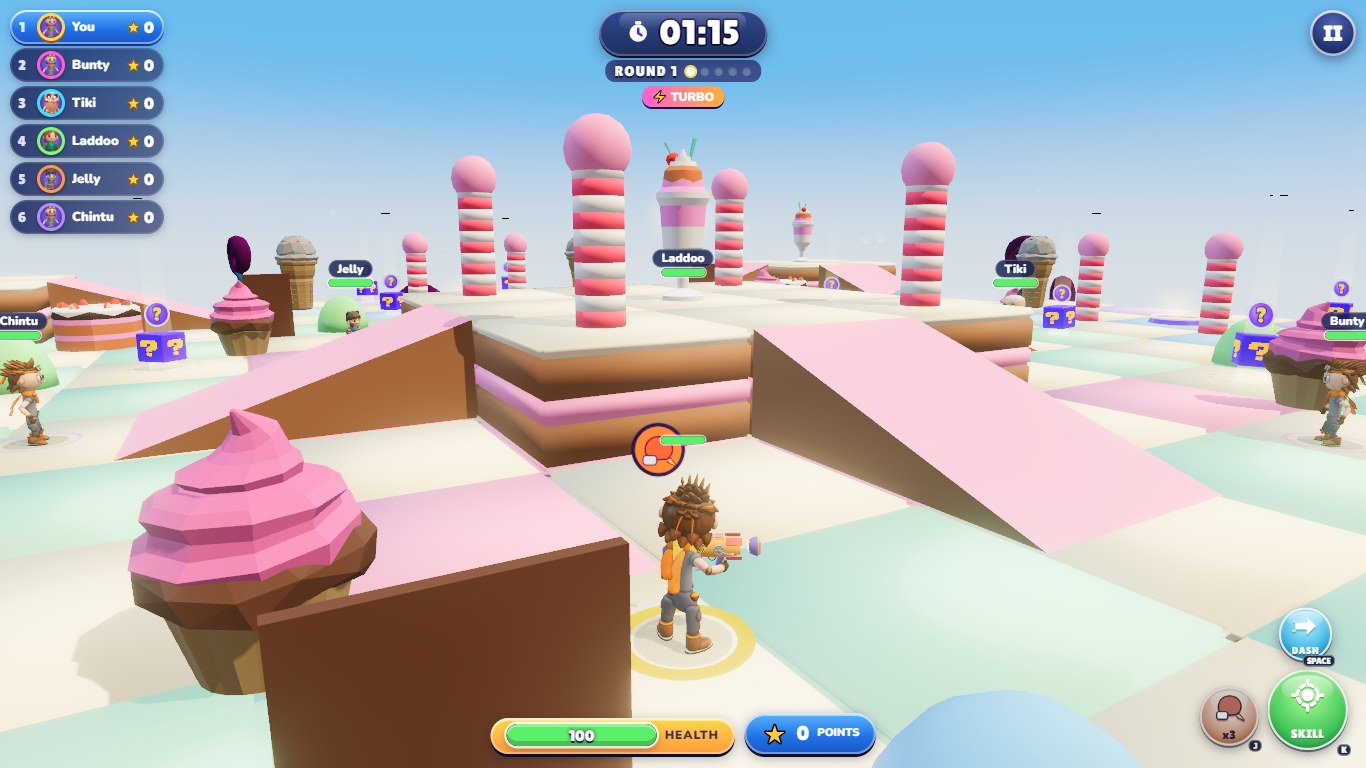 1 You 0
2 Bunty 0
3 Tiki 0
4 Laddoo 0
5 Jelly 0
6 Chintu 0
01:15
ROUND 1
TURBO
Laddoo
Jelly
Tiki
Chintu
Bunty
?
? ?
?
? ?
?
? ?
?
?
?
?
100 HEALTH
0 POINTS
DASH
SPACE
x3
J
SKILL
K